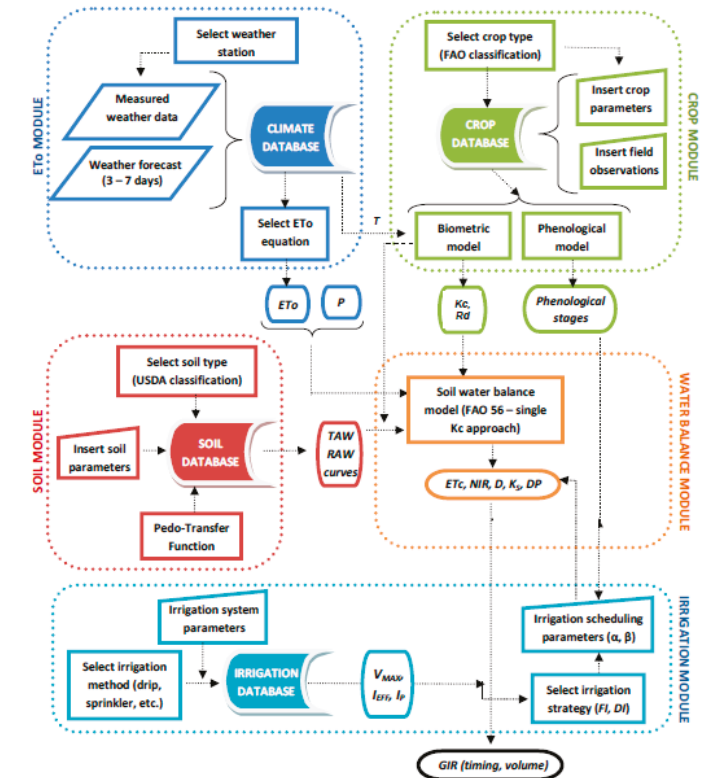 ETo MODULE
Select weather
station
Measured
weather data
Weather forecast
(3 – 7 days)
CLIMATE
DATABASE
Select ETo
equation
T
ETo
P
CROP MODULE
Select crop type
(FAO classification)
Insert crop
parameters
CROP
DATABASE
Insert field
observations
Biometric
model
Phenological
model
Kc,
Rd
Phenological
stages
SOIL MODULE
Select soil type
(USDA classification)
Insert soil
parameters
SOIL
DATABASE
Pedo-Transfer
Function
TAW
RAW
curves
WATER BALANCE MODULE
Soil water balance
model (FAO 56 – single
Kc approach)
ETc, NIR, D, Ks, DP
IRRIGATION MODULE
Irrigation system
parameters
Select irrigation
method (drip,
sprinkler, etc.)
IRRIGATION
DATABASE
VMAX,
IEFF, IP
Irrigation scheduling
parameters (α, β)
Select irrigation
strategy (FI, DI)
GIR (timing, volume)